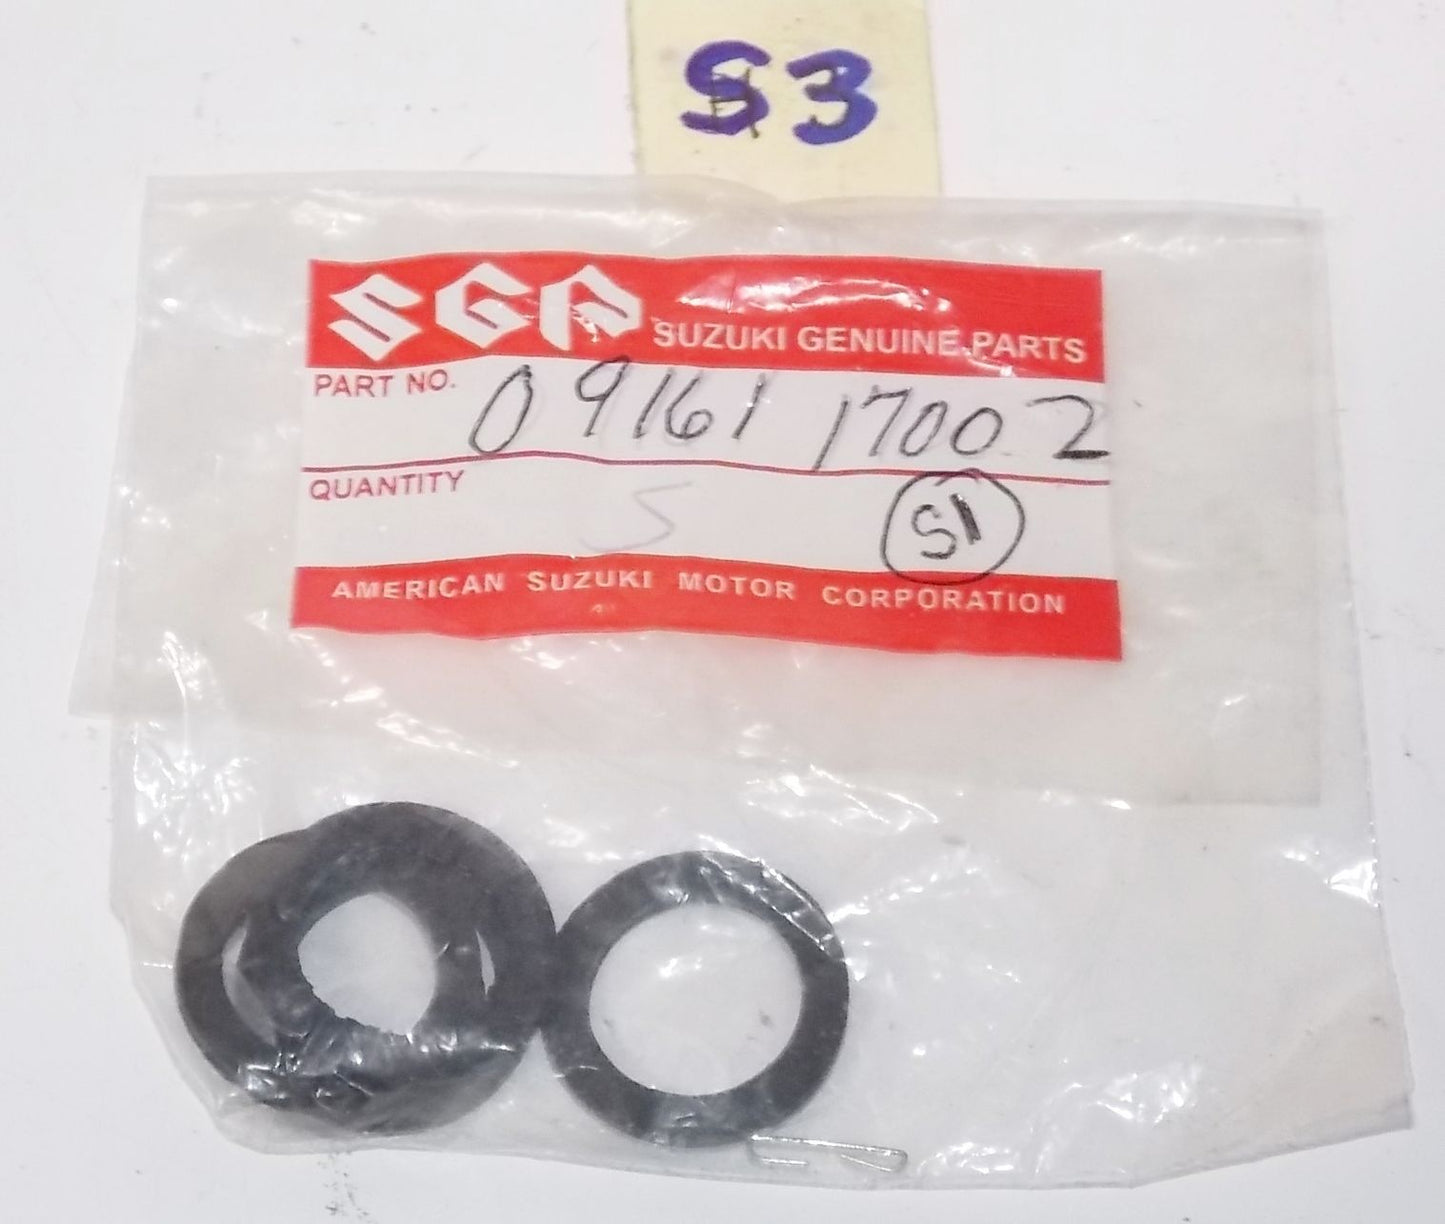 S3
SGP SUZUKI GENUINE PARTS
PART NO. 09161 17002
QUANTITY 5
S1
AMERICAN SUZUKI MOTOR CORPORATION